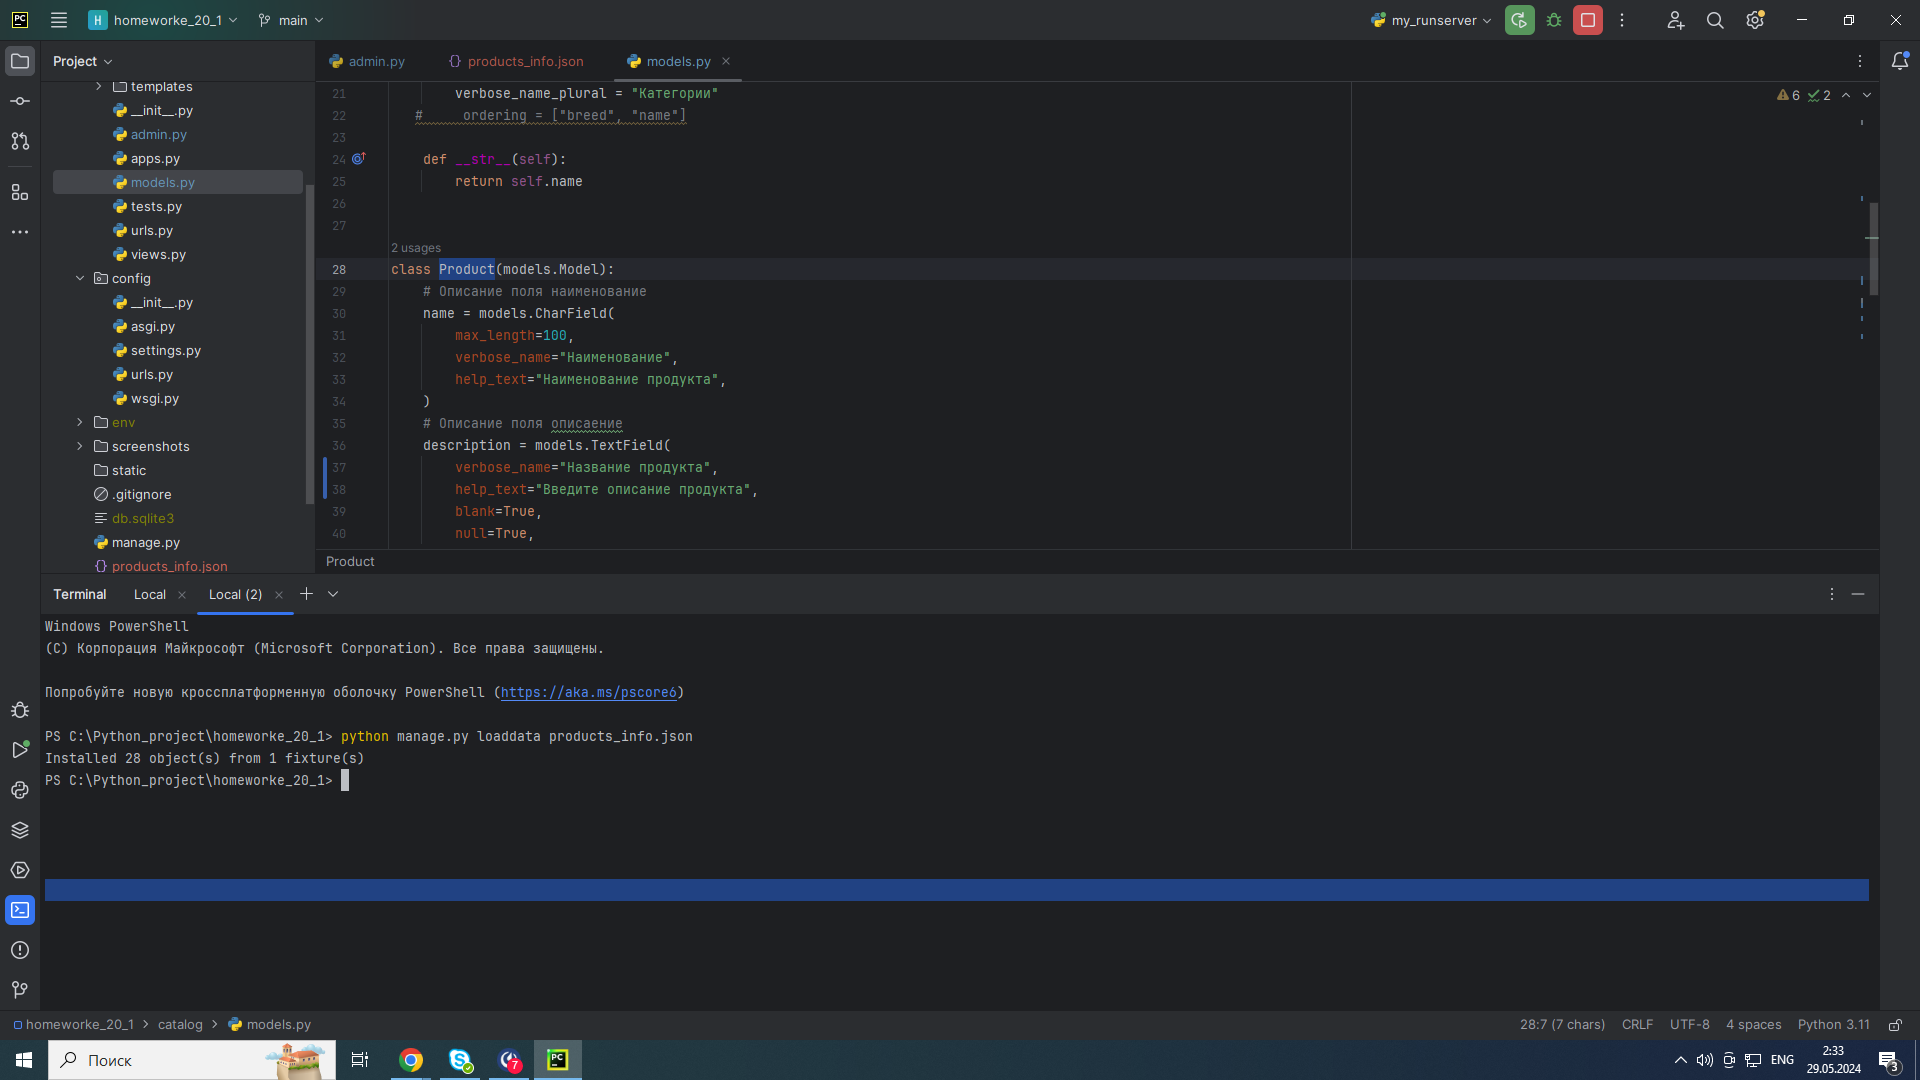 PC
H
homeworke_20_1
main
my_runserver
Project
templates
__init__.py
admin.py
apps.py
models.py
tests.py
urls.py
views.py
config
__init__.py
asgi.py
settings.py
urls.py
wsgi.py
env
screenshots
static
.gitignore
db.sqlite3
manage.py
products_info.json
admin.py
products_info.json
models.py
6
2
21 verbose_name_plural = "Категории"
22 # ordering = ["breed", "name"]
23
24 def __str__(self):
25 return self.name
26
27
2 usages
28 class Product(models.Model):
29 # Описание поля наименование
30 name = models.CharField(
31 max_length=100,
32 verbose_name="Наименование",
33 help_text="Наименование продукта",
34 )
35 # Описание поля описаение
36 description = models.TextField(
37 verbose_name="Название продукта",
38 help_text="Введите описание продукта",
39 blank=True,
40 null=True,
Product
Terminal
Local
Local (2)
Windows PowerShell
(C) Корпорация Майкрософт (Microsoft Corporation). Все права защищены.
Попробуйте новую кроссплатформенную оболочку PowerShell (https://aka.ms/pscore6)
PS C:\Python_project\homeworke_20_1> python manage.py loaddata products_info.json
Installed 28 object(s) from 1 fixture(s)
PS C:\Python_project\homeworke_20_1>
homeworke_20_1
catalog
models.py
28:7 (7 chars)
CRLF
UTF-8
4 spaces
Python 3.11
Поиск
7
PC
ENG
2:33
29.05.2024
3